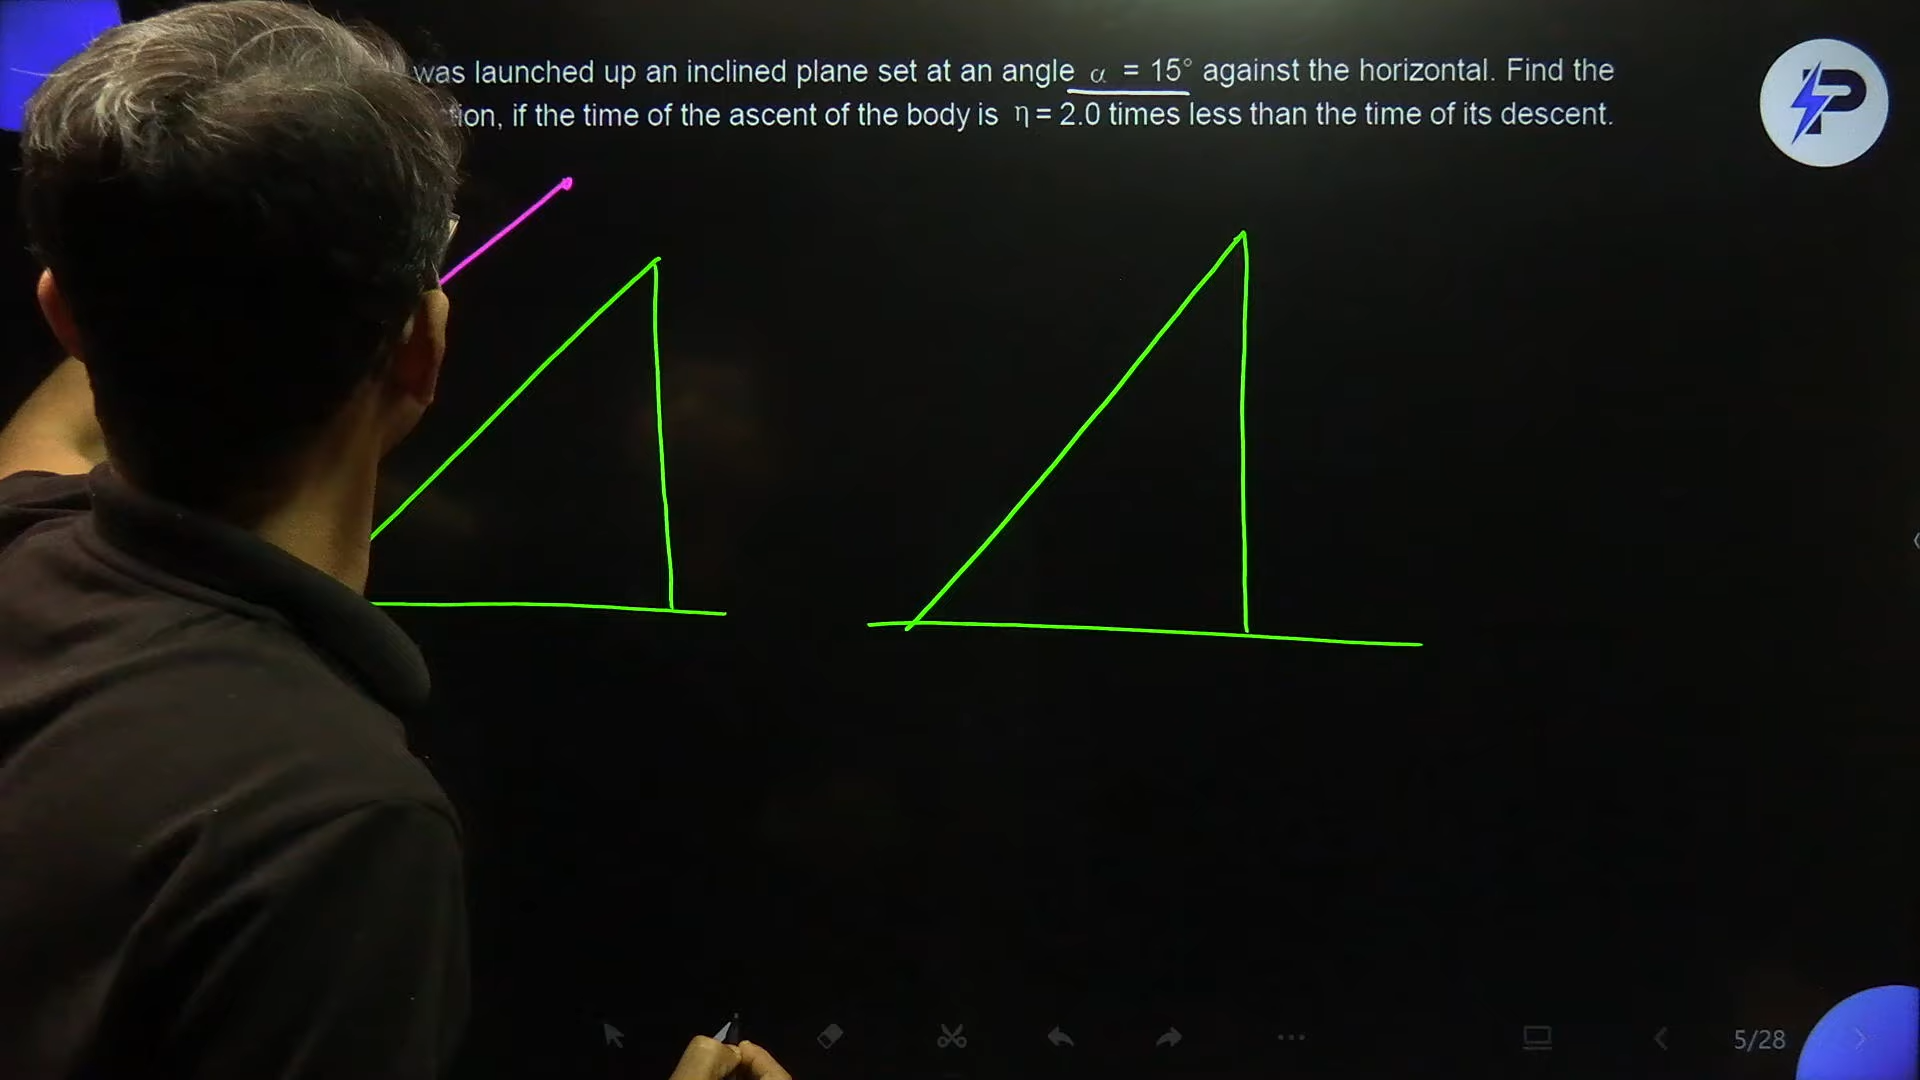 was launched up an inclined plane set at an angle α = 15° against the horizontal. Find the
tion, if the time of the ascent of the body is η = 2.0 times less than the time of its descent.
P
5/28